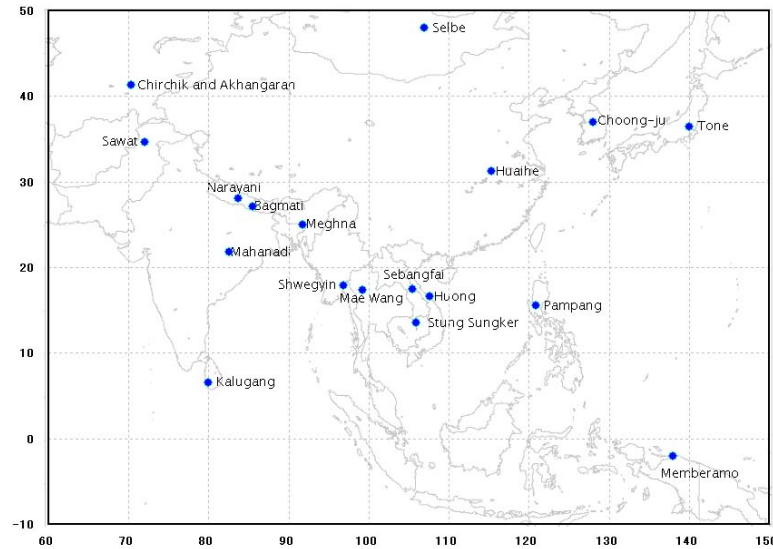 50
Selbe
40
Chirchik and Akhangaran
Choong-ju
Tone
Sawat
Huaihe
30
Narayani
Bagmati
Meghna
Mahanadi
20
Shwegyin
Sebangfai
Mae Wang
Huong
Pampang
Stung Sungker
10
Kalugang
0
Memberamo
-10
60 70 80 90 100 110 120 130 140 150